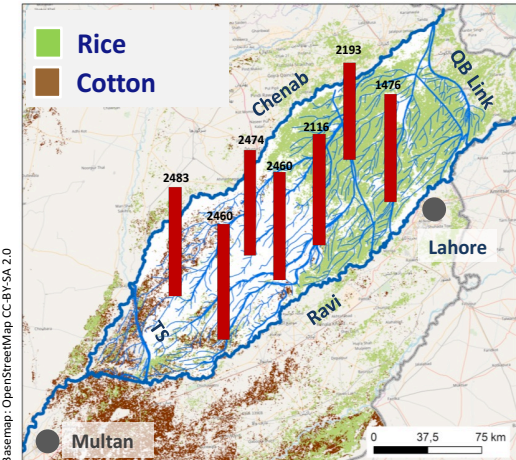 Rice
Cotton
Chenab
QB Link
2193
1476
2474
2116
2460
2483
2460
Lahore
Ravi
TS
Multan
0 37,5 75 km
Basemap: OpenStreetMap CC-BY-SA 2.0